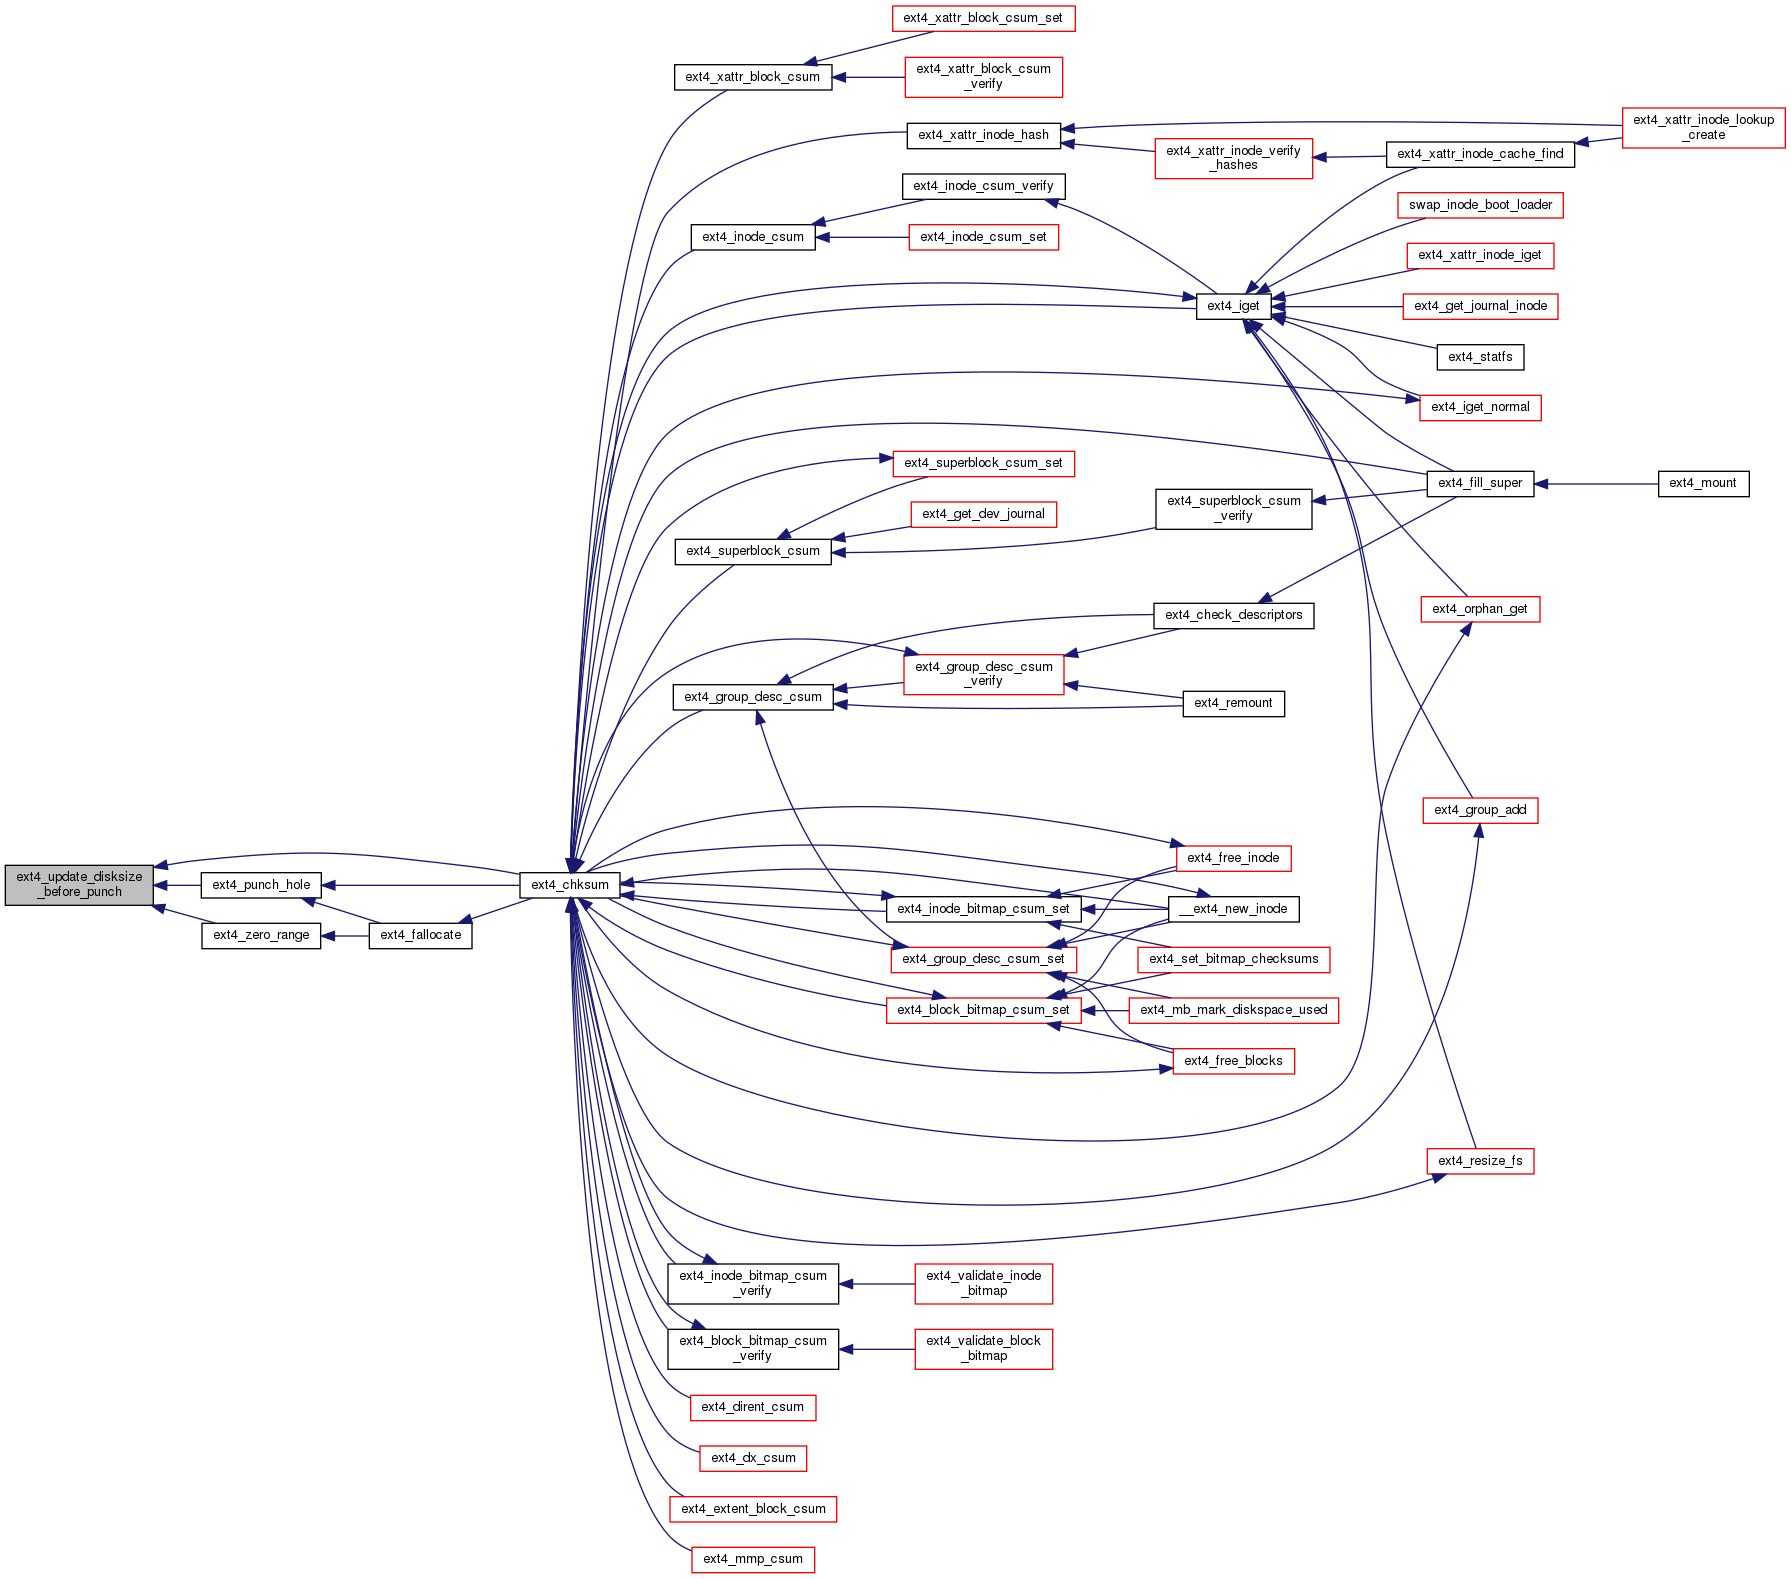 ext4_xattr_block_csum_set
ext4_xattr_block_csum
ext4_xattr_block_csum
_verify
ext4_xattr_inode_hash
ext4_xattr_inode_lookup
_create
ext4_xattr_inode_verify
_hashes
ext4_xattr_inode_cache_find
ext4_inode_csum_verify
swap_inode_boot_loader
ext4_inode_csum
ext4_inode_csum_set
ext4_xattr_inode_iget
ext4_iget
ext4_get_journal_inode
ext4_statfs
ext4_iget_normal
ext4_superblock_csum_set
ext4_fill_super
ext4_mount
ext4_superblock_csum
_verify
ext4_get_dev_journal
ext4_superblock_csum
ext4_check_descriptors
ext4_orphan_get
ext4_group_desc_csum
_verify
ext4_group_desc_csum
ext4_remount
ext4_group_add
ext4_free_inode
ext4_update_disksize
_before_punch
ext4_punch_hole
ext4_chksum
ext4_inode_bitmap_csum_set
__ext4_new_inode
ext4_zero_range
ext4_fallocate
ext4_group_desc_csum_set
ext4_set_bitmap_checksums
ext4_block_bitmap_csum_set
ext4_mb_mark_diskspace_used
ext4_free_blocks
ext4_resize_fs
ext4_inode_bitmap_csum
_verify
ext4_validate_inode
_bitmap
ext4_block_bitmap_csum
_verify
ext4_validate_block
_bitmap
ext4_dirent_csum
ext4_dx_csum
ext4_extent_block_csum
ext4_mmp_csum